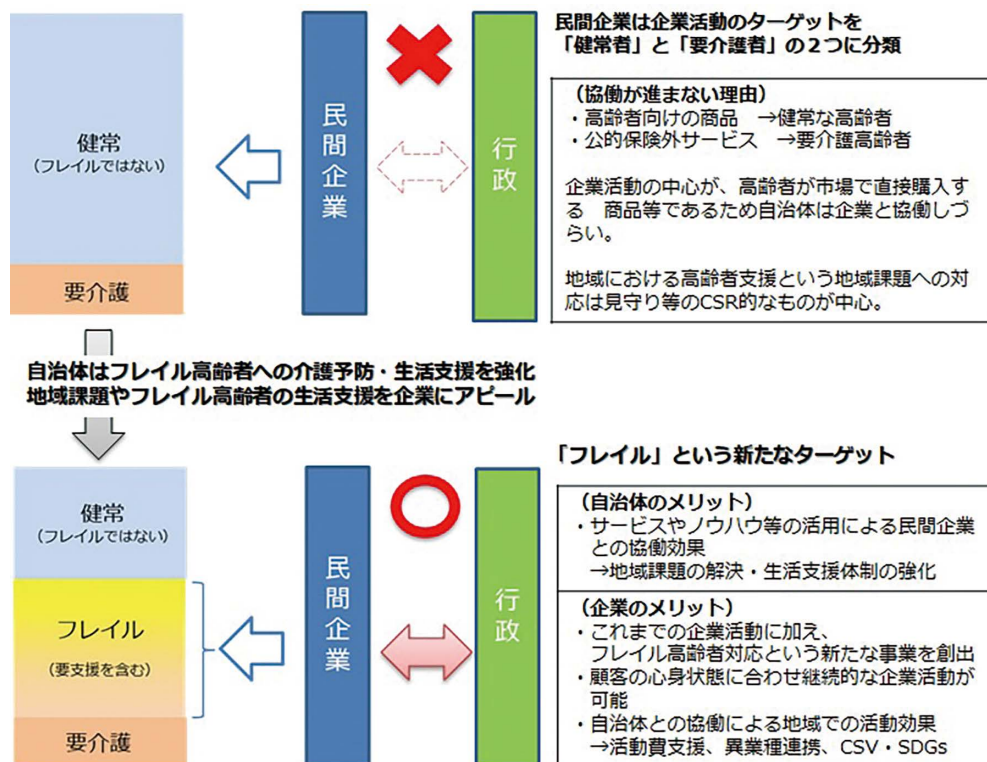 民間企業は企業活動のターゲットを
「健常者」と「要介護者」の２つに分類
健常
(フレイルではない)
要介護
民間企業
行政
（協働が進まない理由）
・高齢者向けの商品　→健常な高齢者
・公的保険外サービス　→要介護高齢者
企業活動の中心が、高齢者が市場で直接購入す
る　商品等であるため自治体は企業と協働しづ
らい。
地域における高齢者支援という地域課題への対
応は見守り等のCSR的なものが中心。
自治体はフレイル高齢者への介護予防・生活支援を強化
地域課題やフレイル高齢者の生活支援を企業にアピール
「フレイル」という新たなターゲット
健常
(フレイルではない)
フレイル
(要支援を含む)
要介護
民間企業
行政
（自治体のメリット）
・サービスやノウハウ等の活用による民間企業
との協働効果
→地域課題の解決・生活支援体制の強化
（企業のメリット）
・これまでの企業活動に加え、
フレイル高齢者対応という新たな事業を創出
・顧客の心身状態に合わせ継続的な企業活動が
可能
・自治体との協働による地域での活動効果
→活動費支援、異業種連携、CSV・SDGs